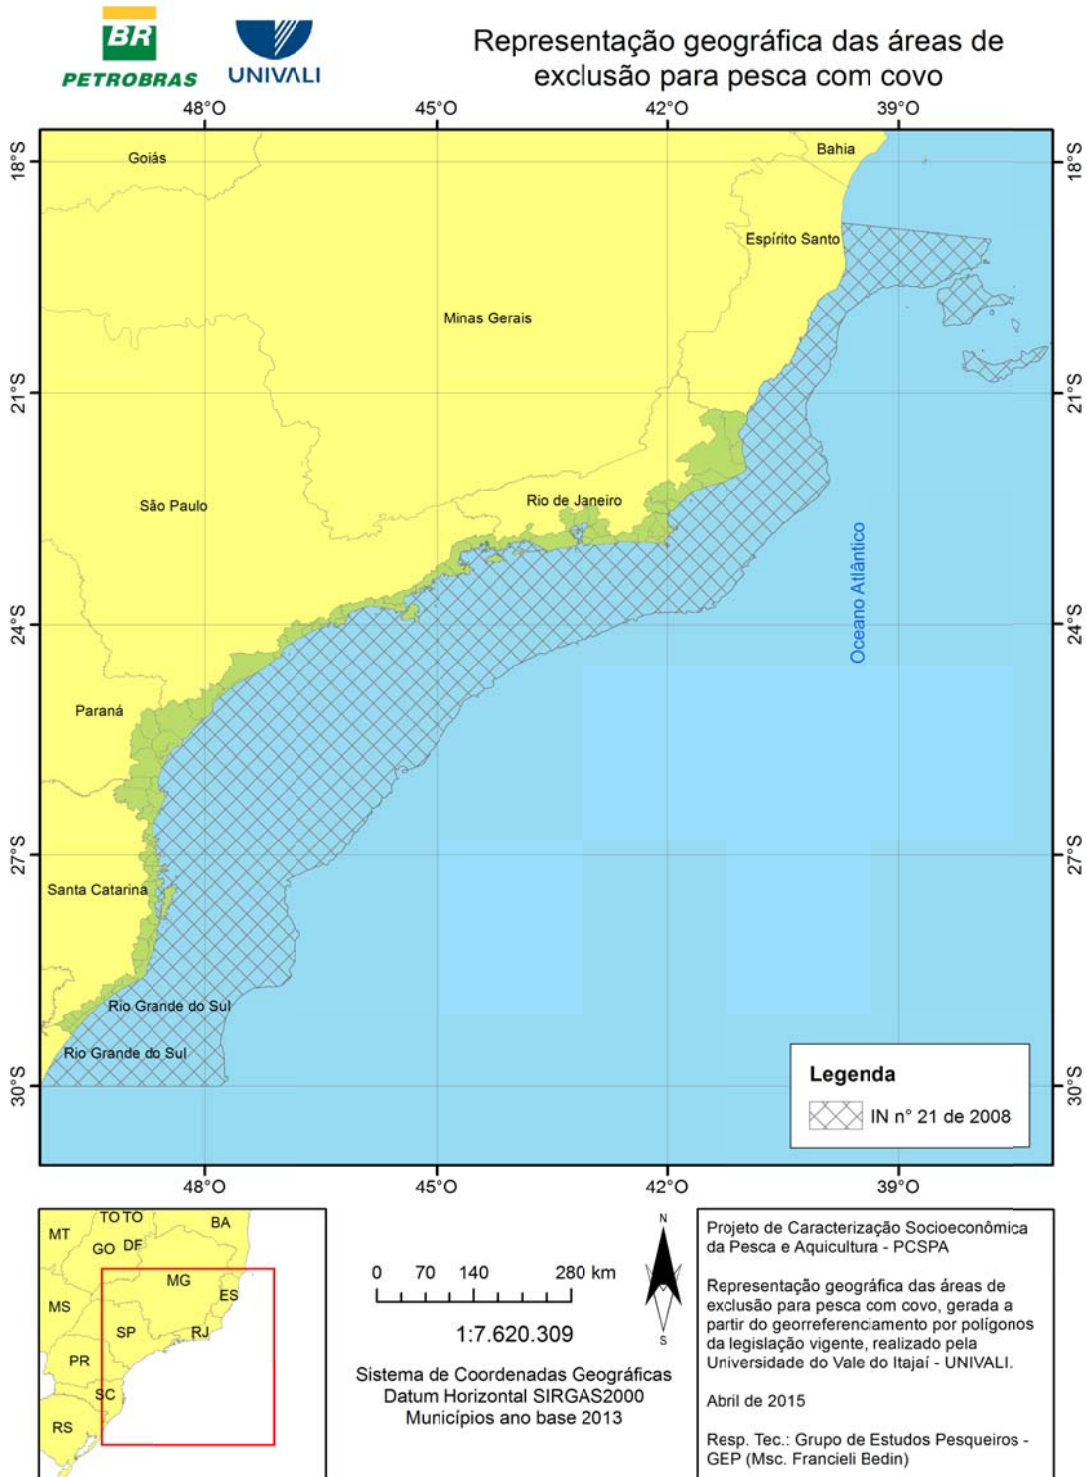 BR
PETROBRAS
UNIVALI
Representação geográfica das áreas de
exclusão para pesca com covo
48°O 45°O 42°O 39°O
18°S 18°S
Goiás
Bahia
Espírito Santo
Minas Gerais
21°S 21°S
São Paulo
Rio de Janeiro
Oceano Atlântico
24°S 24°S
Paraná
27°S 27°S
Santa Catarina
Rio Grande do Sul
Rio Grande do Sul
30°S 30°S
Legenda
IN n° 21 de 2008
48°O 45°O 42°O 39°O
MT
TO TO
BA
GO
DF
MG
MS
ES
SP
RJ
PR
SC
RS
0 70 140 280 km
N
S
1:7.620.309
Sistema de Coordenadas Geográficas
Datum Horizontal SIRGAS2000
Municípios ano base 2013
Projeto de Caracterização Socioeconômica
da Pesca e Aquicultura - PCSPA
Representação geográfica das áreas de
exclusão para pesca com covo, gerada a
partir do georreferenciamento por polígonos
da legislação vigente, realizado pela
Universidade do Vale do Itajaí - UNIVALI.
Abril de 2015
Resp. Tec.: Grupo de Estudos Pesqueiros -
GEP (Msc. Francieli Bedin)